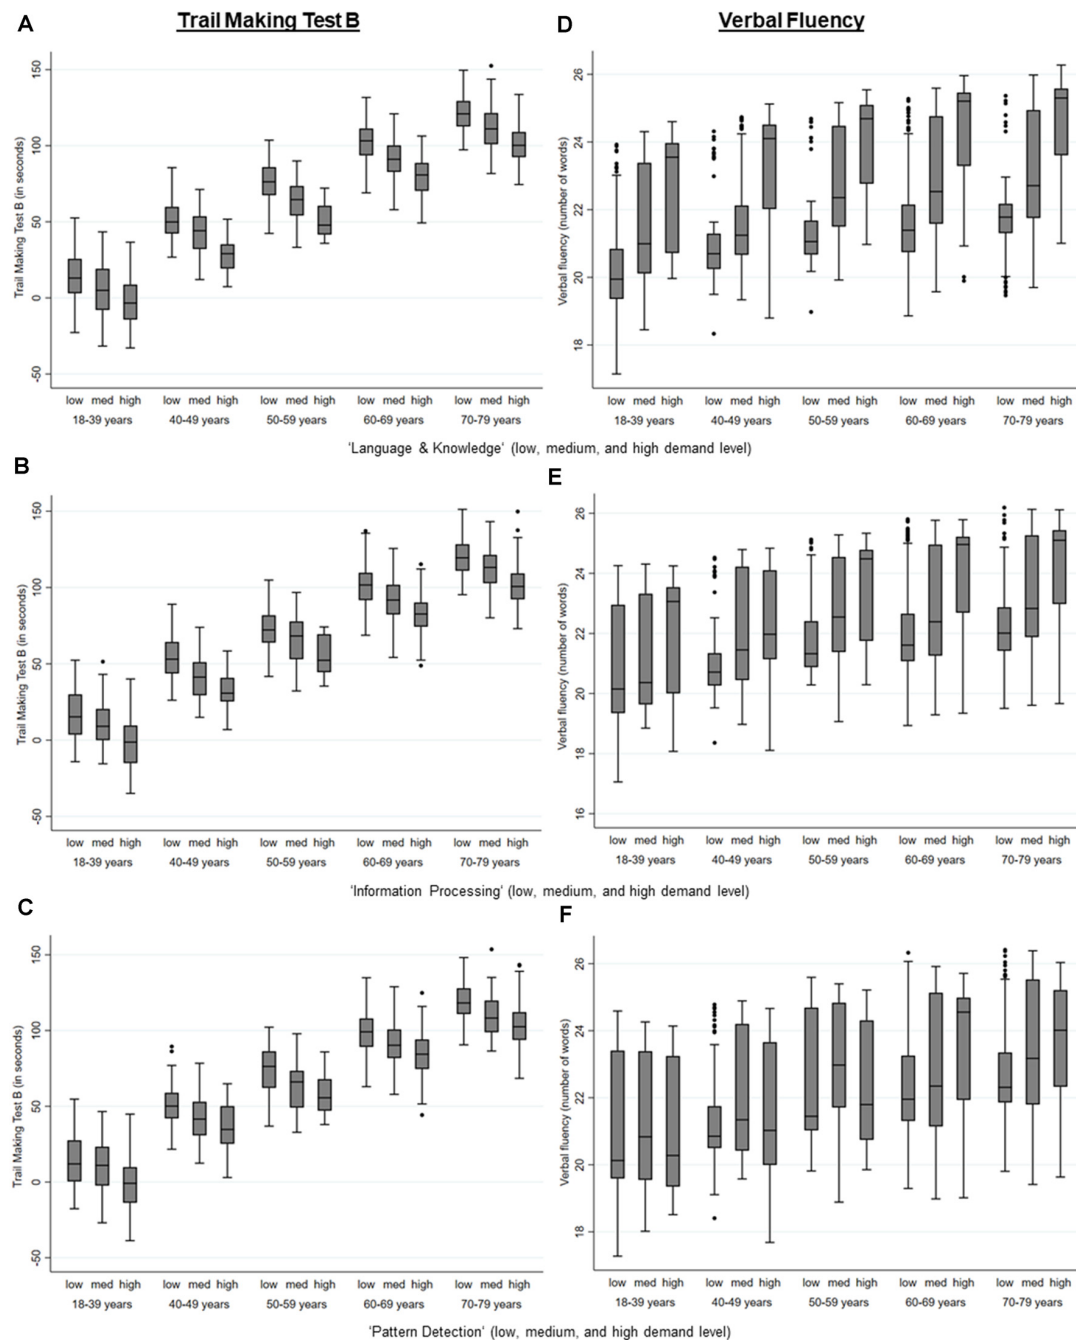 A
Trail Making Test B
D
Verbal Fluency
Trail Making Test B (in seconds)
150
100
50
0
-50
low med high low med high low med high low med high low med high
18-39 years 40-49 years 50-59 years 60-69 years 70-79 years
Verbal fluency (number of words)
26
24
22
20
18
low med high low med high low med high low med high low med high
18-39 years 40-49 years 50-59 years 60-69 years 70-79 years
'Language & Knowledge' (low, medium, and high demand level)
B
E
Trail Making Test B (in seconds)
150
100
50
0
-50
low med high low med high low med high low med high low med high
18-39 years 40-49 years 50-59 years 60-69 years 70-79 years
Verbal fluency (number of words)
26
24
22
20
18
16
low med high low med high low med high low med high low med high
18-39 years 40-49 years 50-59 years 60-69 years 70-79 years
'Information Processing' (low, medium, and high demand level)
C
F
Trail Making Test B (in seconds)
150
100
50
0
-50
low med high low med high low med high low med high low med high
18-39 years 40-49 years 50-59 years 60-69 years 70-79 years
Verbal fluency (number of words)
26
24
22
20
18
low med high low med high low med high low med high low med high
18-39 years 40-49 years 50-59 years 60-69 years 70-79 years
'Pattern Detection' (low, medium, and high demand level)